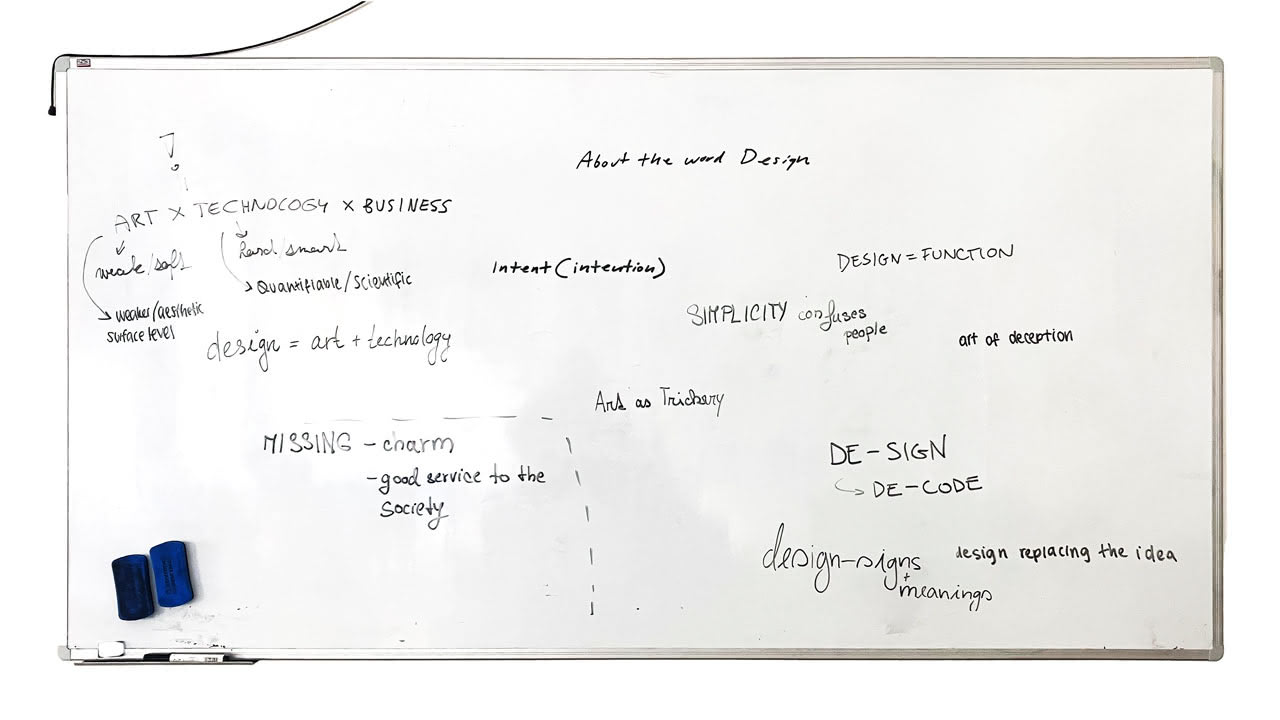 About the word Design
!
ART X TECHNOLOGY X BUSINESS
weak/soft
hard/smart
Quantifiable/Scientific
weaker/aesthetic
surface level
design = art + technology
Intent (intention)
DESIGN = FUNCTION
SIMPLICITY confuses
people
art of deception
Art as Trickery
MISSING - charm
- good service to the
society
DE-SIGN
DE-CODE
design-signs
+
meanings
design replacing the idea